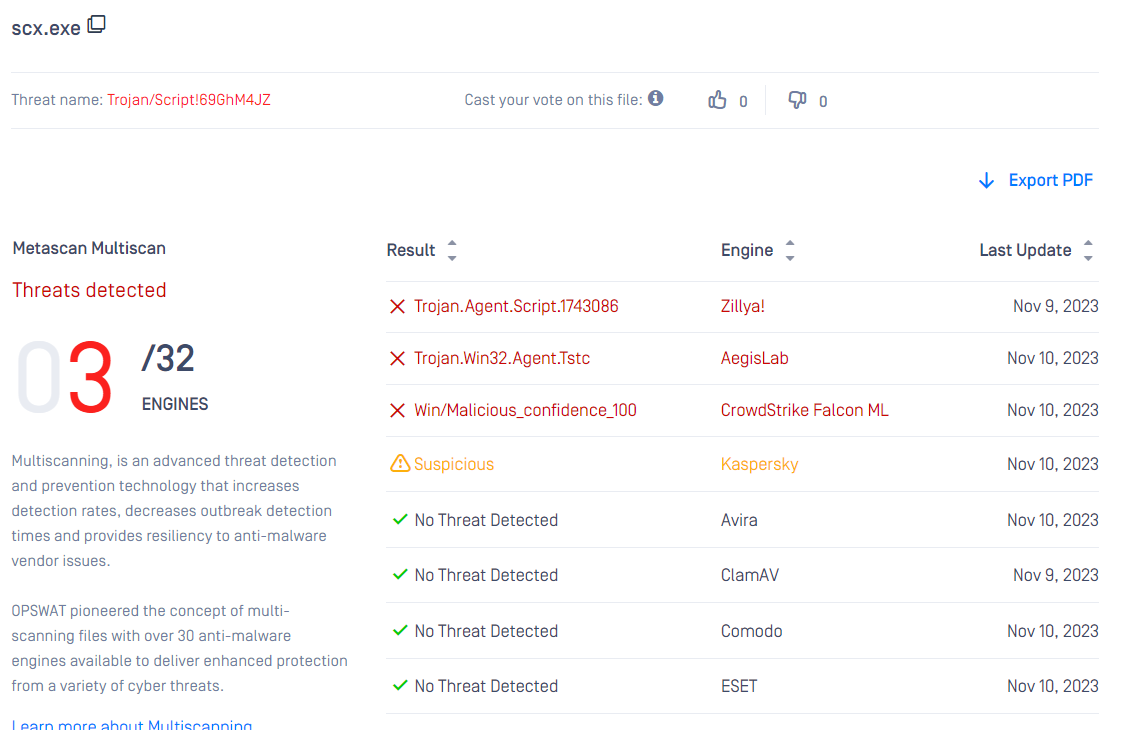 scx.exe
Threat name: Trojan/Script!69GhM4JZ
Cast your vote on this file:
0
0
Export PDF
Metascan Multiscan
Threats detected
03 /32
ENGINES
Multiscanning, is an advanced threat detection
and prevention technology that increases
detection rates, decreases outbreak detection
times and provides resiliency to anti-malware
vendor issues.
OPSWAT pioneered the concept of multi-
scanning files with over 30 anti-malware
engines available to deliver enhanced protection
from a variety of cyber threats.
Learn more about Multiscanning
Result Engine Last Update
Trojan.Agent.Script.1743086 Zillya! Nov 9, 2023
Trojan.Win32.Agent.Tstc AegisLab Nov 10, 2023
Win/Malicious_confidence_100 CrowdStrike Falcon ML Nov 10, 2023
Suspicious Kaspersky Nov 10, 2023
No Threat Detected Avira Nov 10, 2023
No Threat Detected ClamAV Nov 9, 2023
No Threat Detected Comodo Nov 10, 2023
No Threat Detected ESET Nov 10, 2023